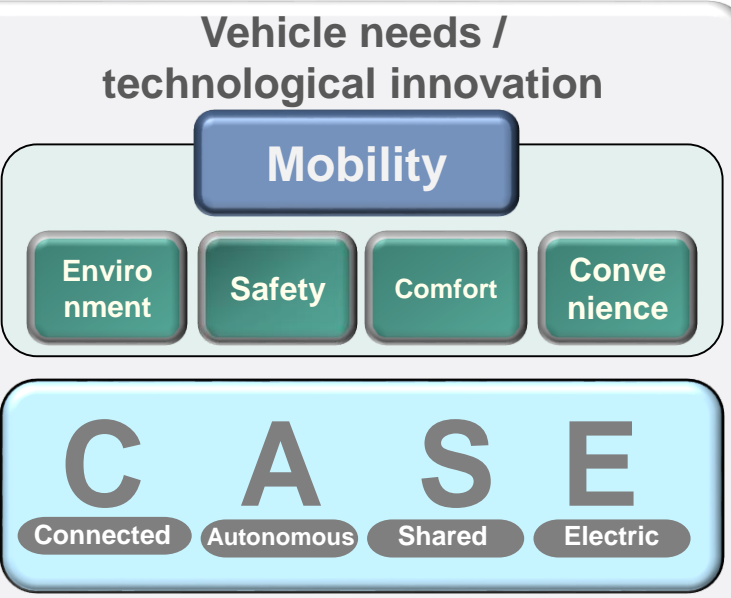 Vehicle needs /
technological innovation
Mobility
Enviro
nment
Safety
Comfort
Conve
nience
C A S E
Connected Autonomous Shared Electric